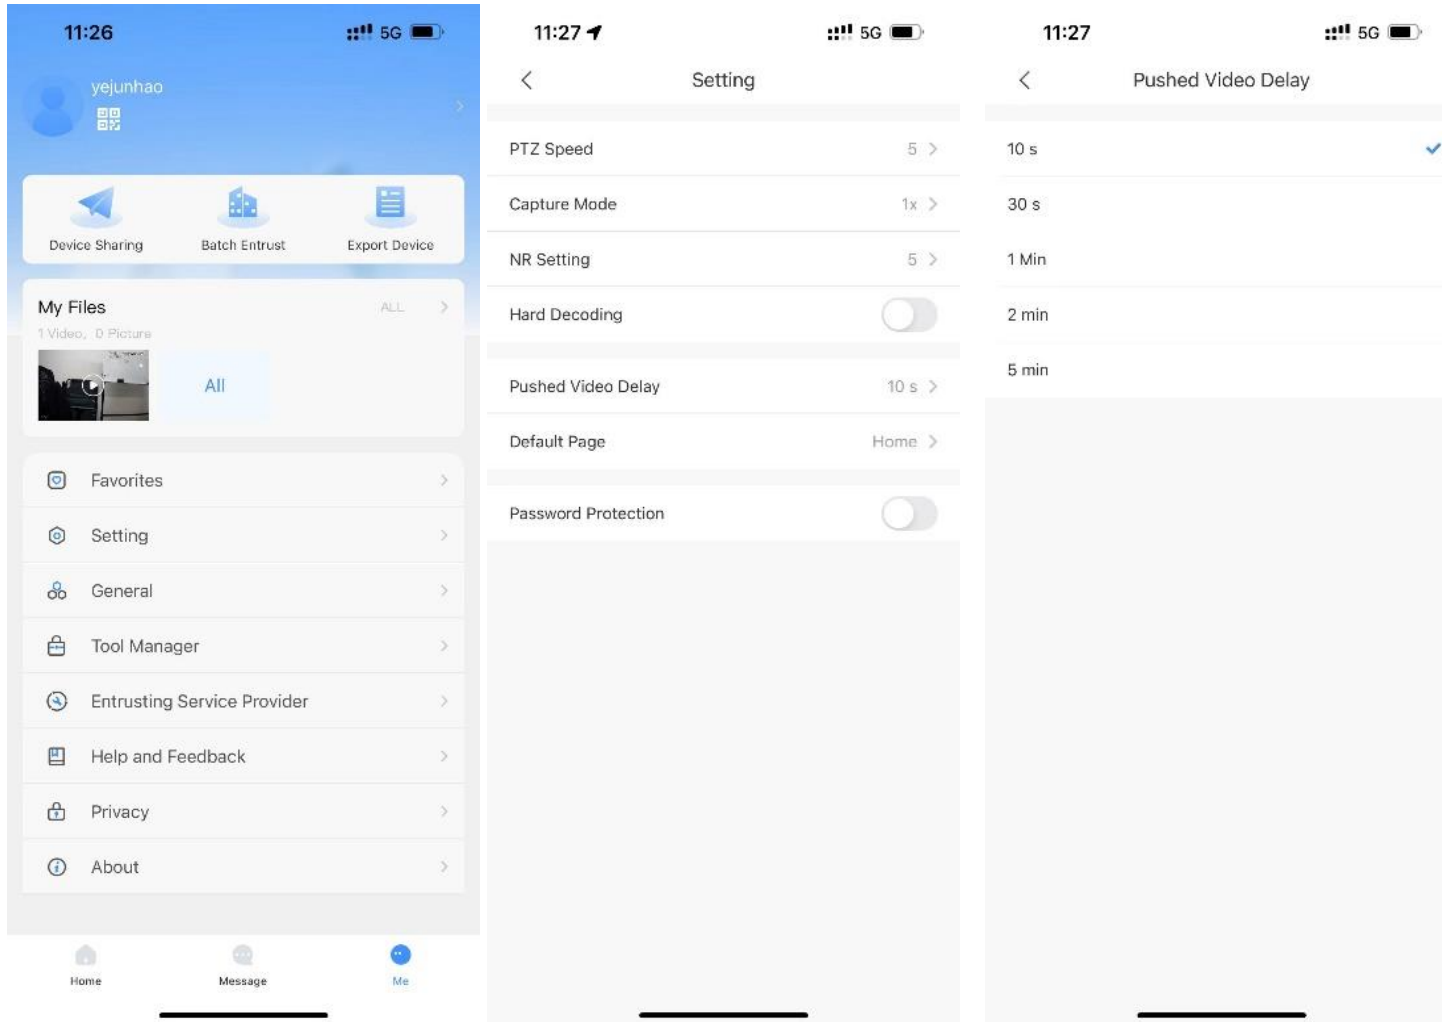 11:26
5G
yejunhao
Device Sharing
Batch Entrust
Export Device
My Files
ALL
1 Video, 0 Picture
All
Favorites
Setting
General
Tool Manager
Entrusting Service Provider
Help and Feedback
Privacy
About
Home
Message
Me
11:27
5G
Setting
PTZ Speed 5
Capture Mode 1x
NR Setting 5
Hard Decoding
Pushed Video Delay 10 s
Default Page Home
Password Protection
11:27
5G
Pushed Video Delay
10 s
30 s
1 Min
2 min
5 min